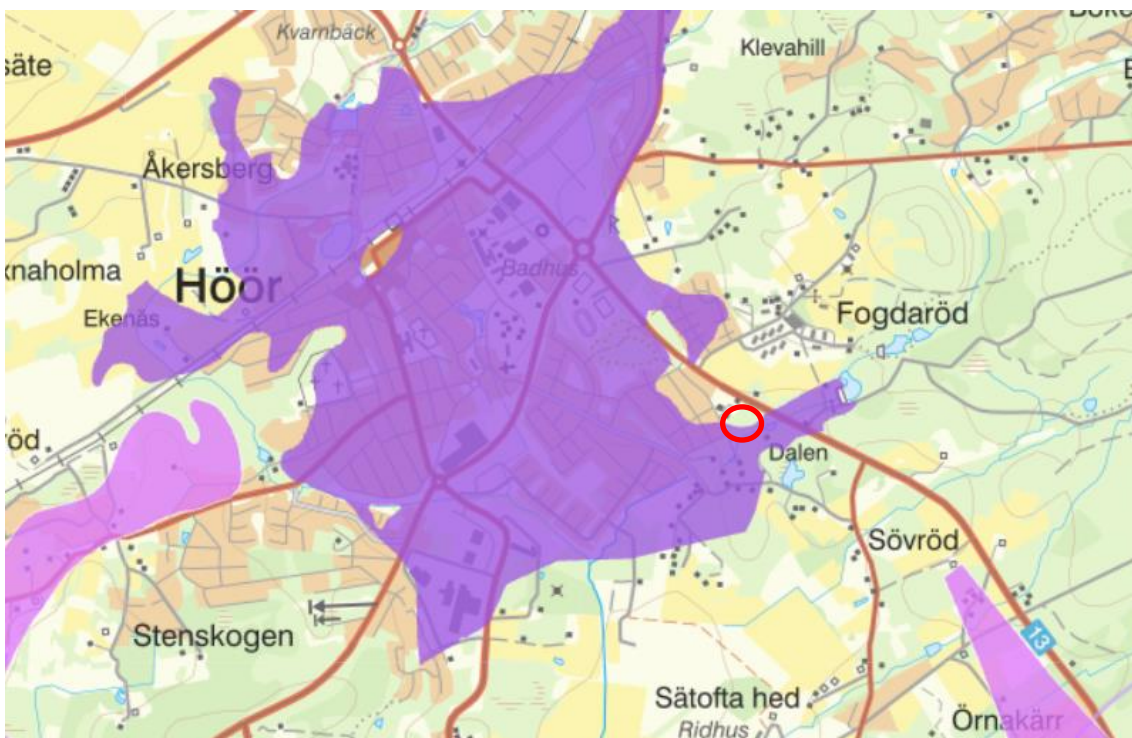 Kvarnbäck
Klevahill
säte
Åkersberg
knaholma
Höör
Badhus
Ekenäs
Fogdaröd
röd
Dalen
Sövröd
Stenskogen
13
Sätofta hed
Ridhus
Örnakärr